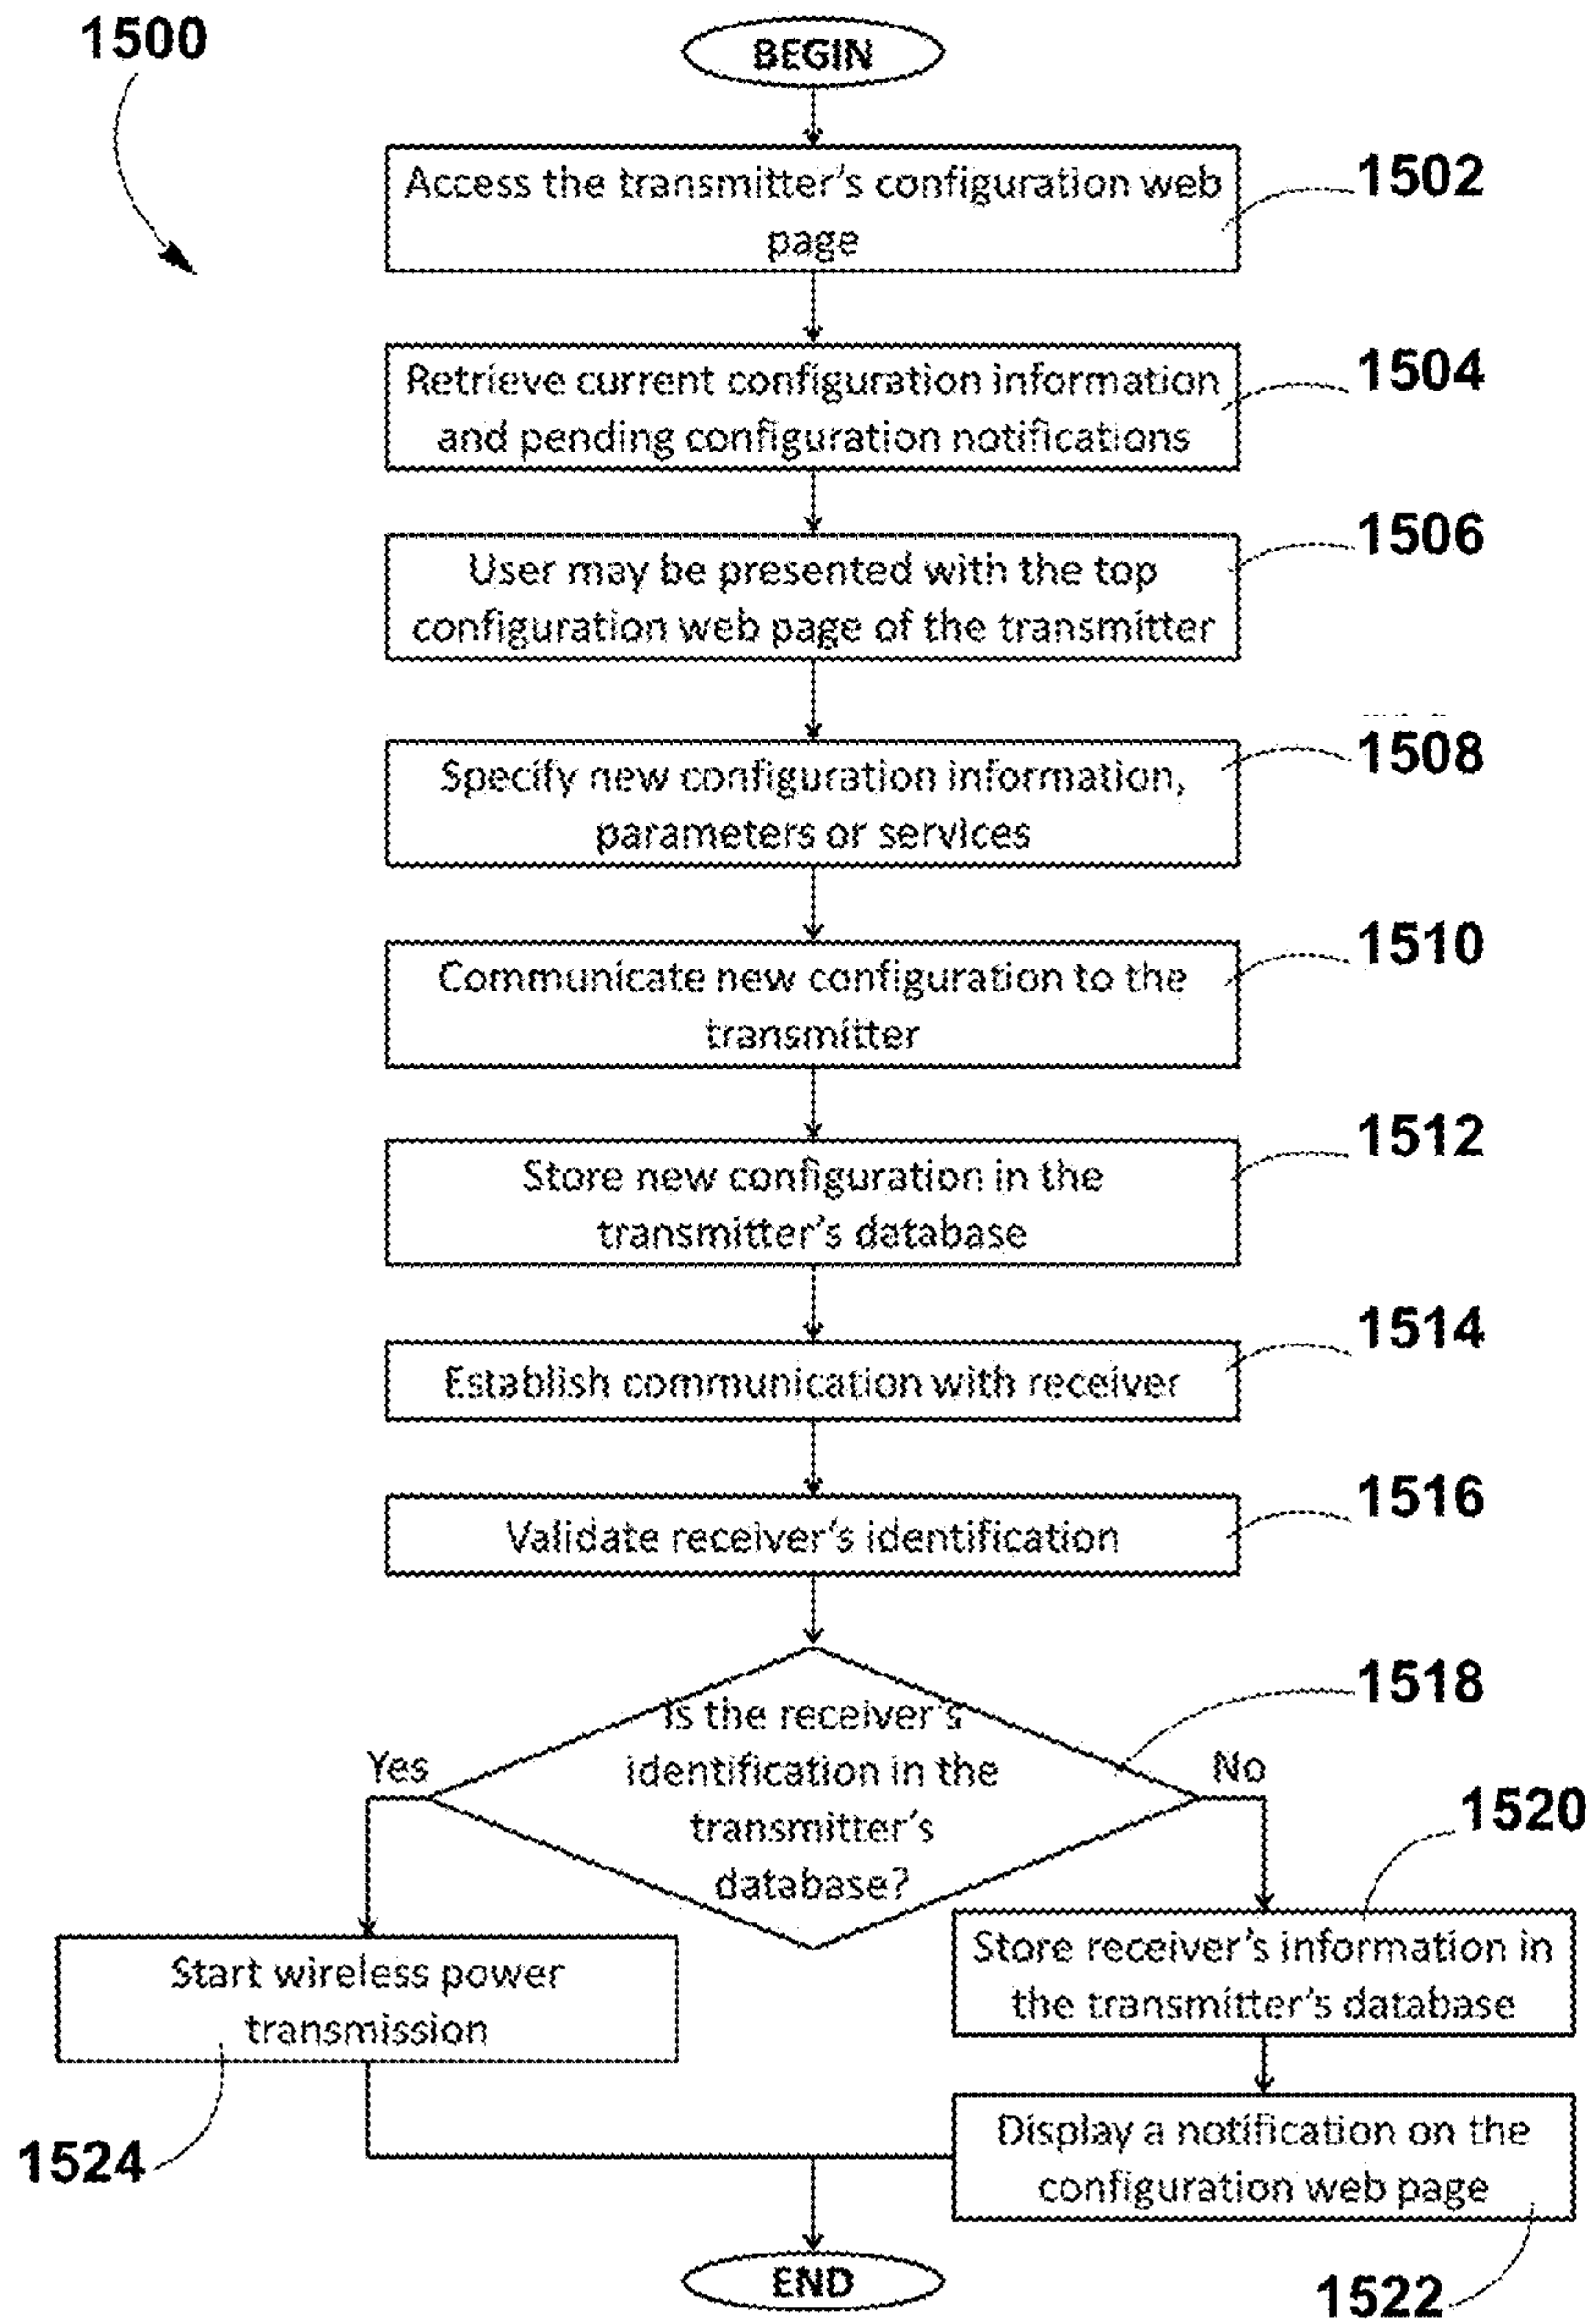 1500
BEGIN
Access the transmitter's configuration web
page
1502
Retrieve current configuration information
and pending configuration notifications
1504
User may be presented with the top
configuration web page of the transmitter
1506
Specify new configuration information,
parameters or services
1508
Communicate new configuration to the
transmitter
1510
Store new configuration in the
transmitter's database
1512
Establish communication with receiver
1514
Validate receiver's identification
1516
Is the receiver's
identification in the
transmitter's
database?
1518
Yes
No
1520
Start wireless power
transmission
1524
Store receiver's information in
the transmitter's database
Display a notification on the
configuration web page
1522
END